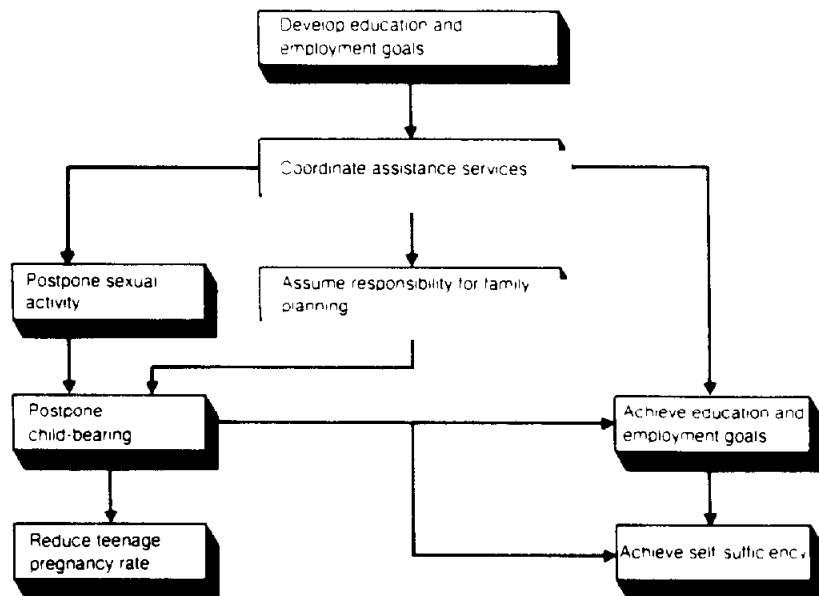 Develop education and
employment goals
Coordinate assistance services
Postpone sexual
activity
Assume responsibility for family
planning
Postpone
child-bearing
Achieve education and
employment goals
Reduce teenage
pregnancy rate
Achieve self-sufficiency